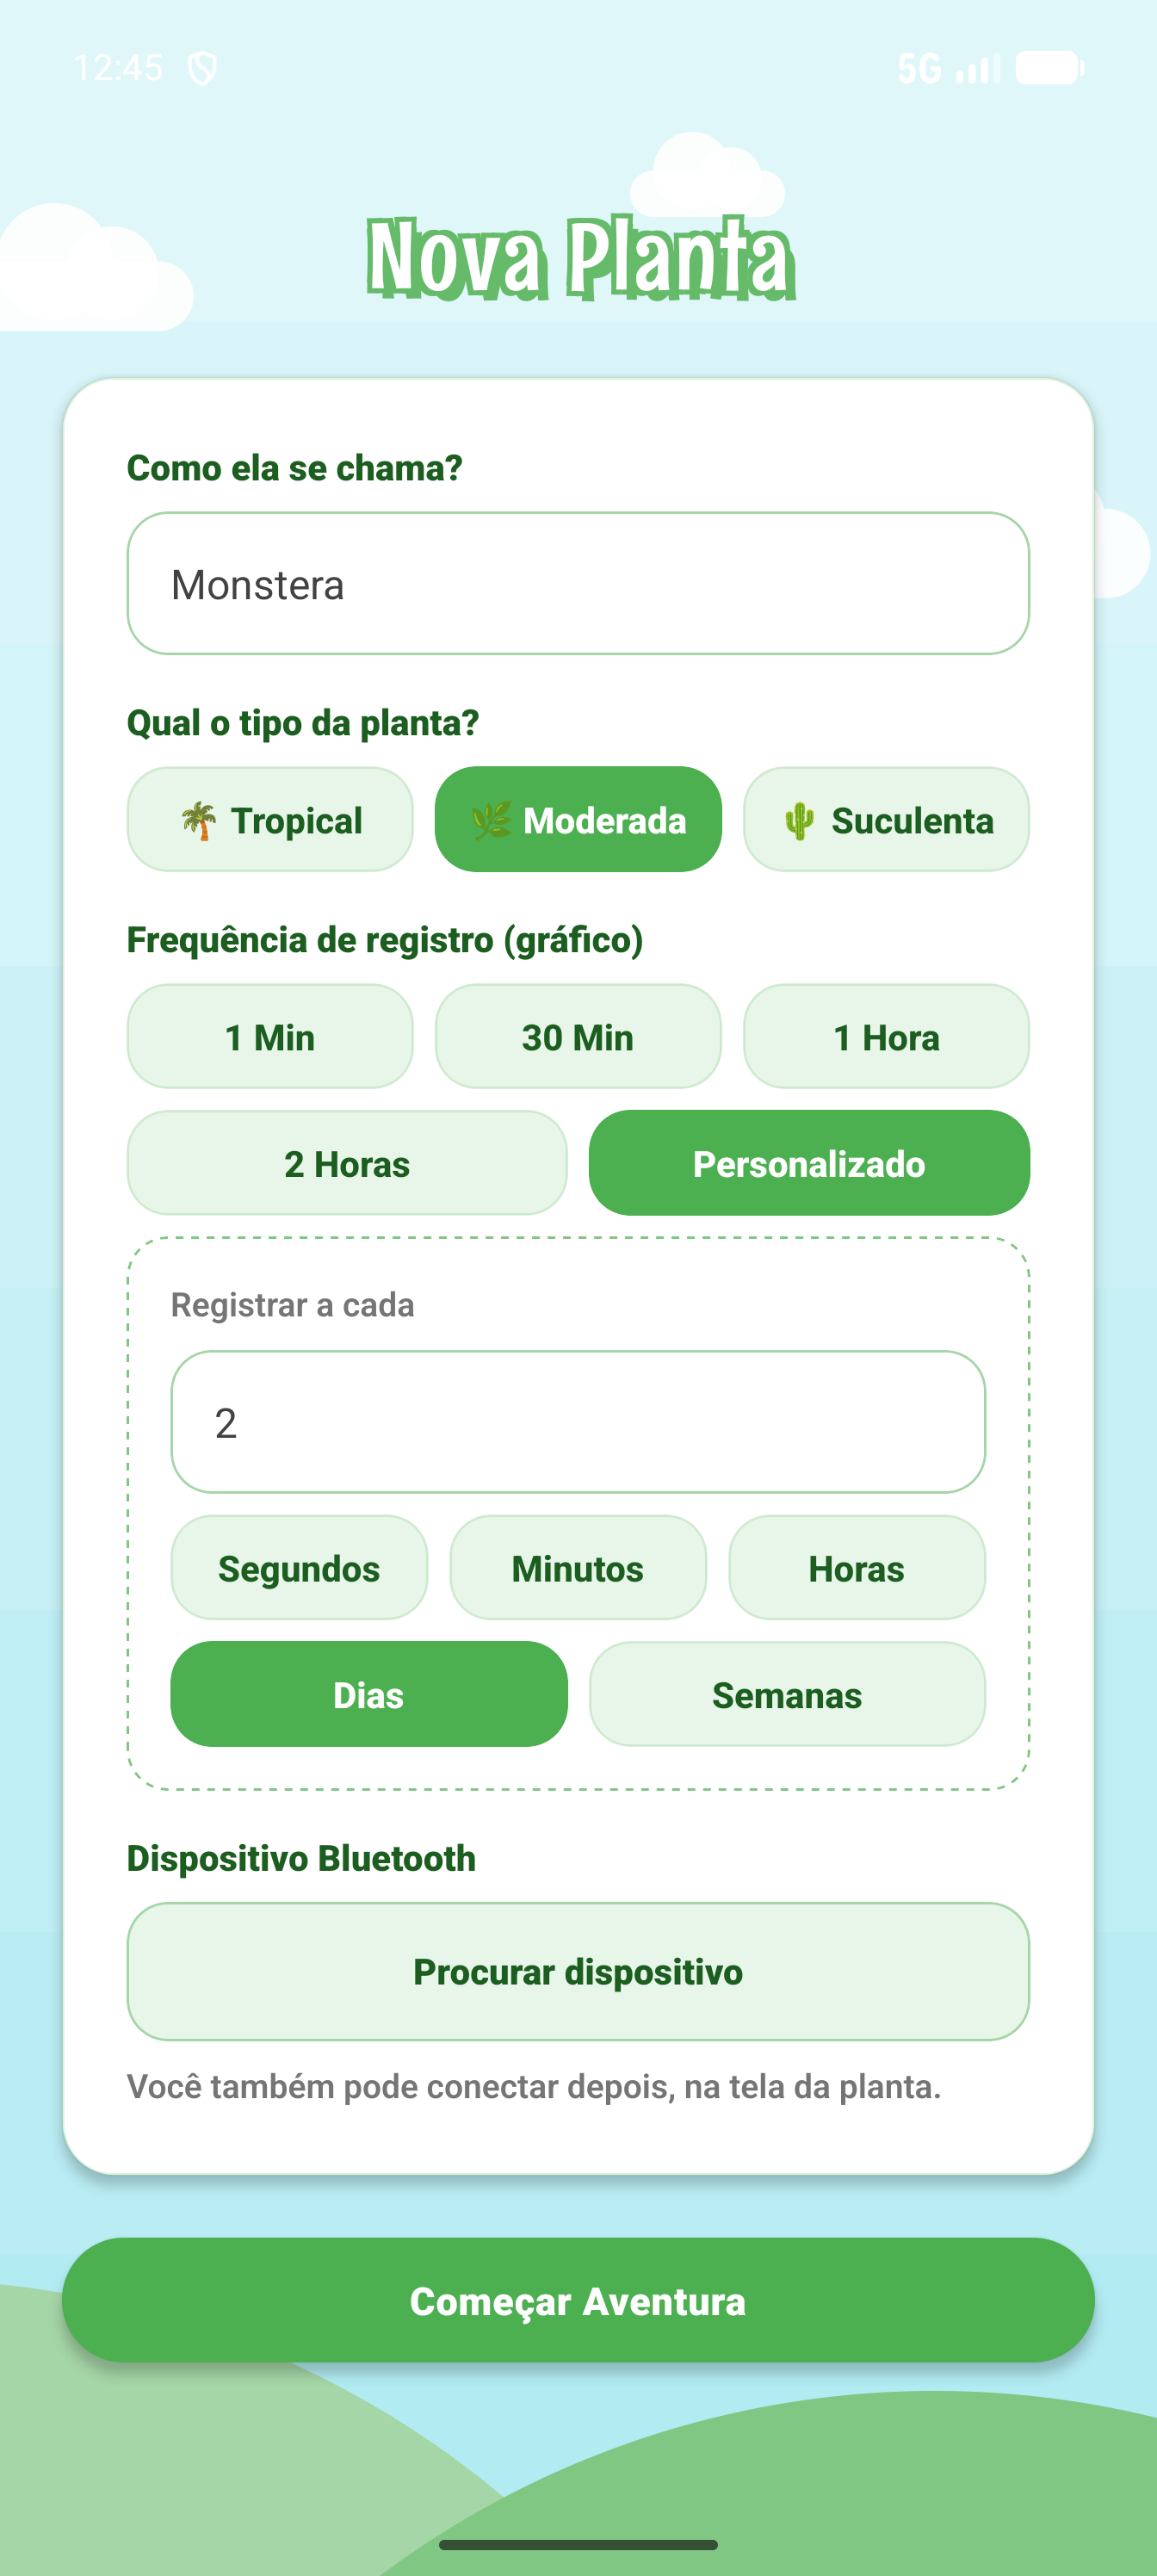 12:45
5G
Nova Planta
Como ela se chama?
Monstera
Qual o tipo da planta?
🌴 Tropical
🌿 Moderada
🌵 Suculenta
Frequência de registro (gráfico)
1 Min
30 Min
1 Hora
2 Horas
Personalizado
Registrar a cada
2
Segundos
Minutos
Horas
Dias
Semanas
Dispositivo Bluetooth
Procurar dispositivo
Você também pode conectar depois, na tela da planta.
Começar Aventura